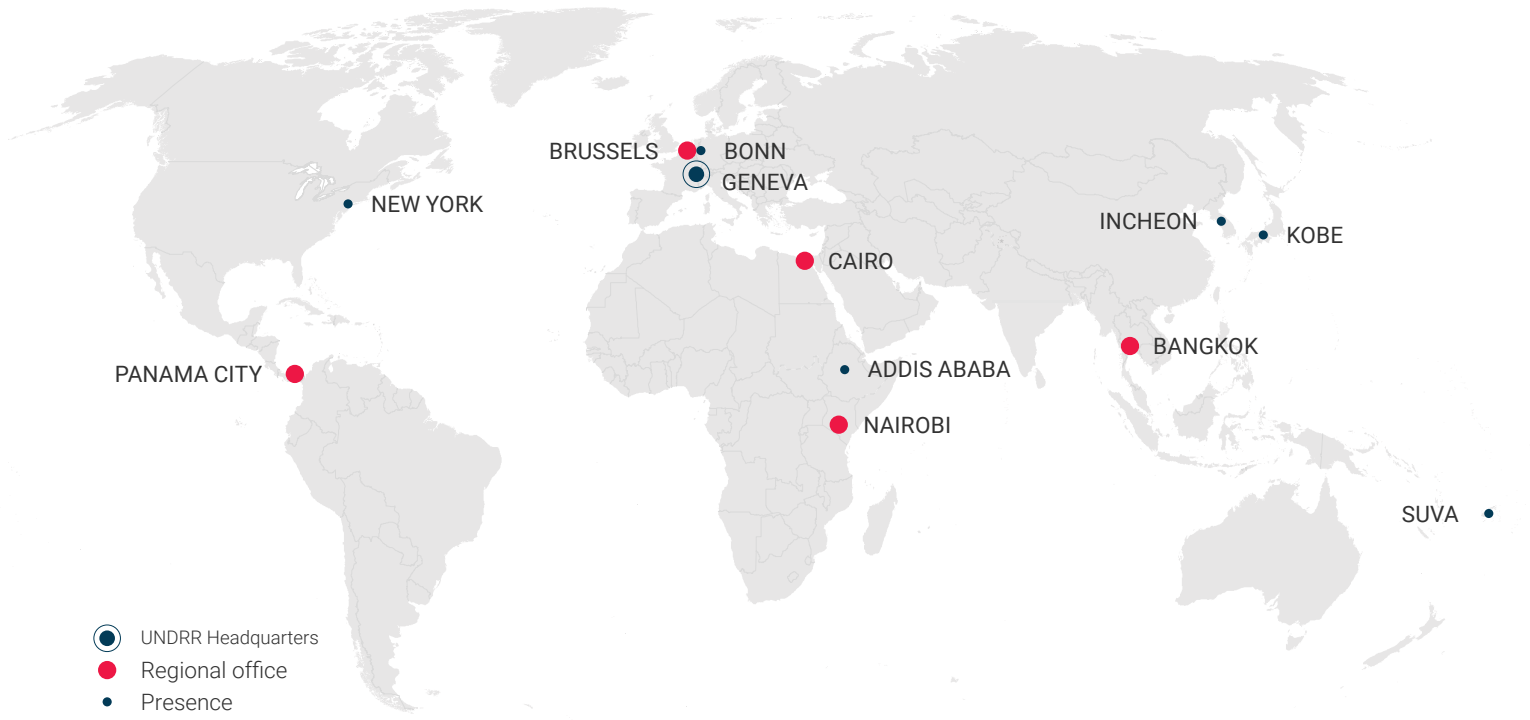 BRUSSELS
BONN
GENEVA
NEW YORK
INCHEON
KOBE
CAIRO
BANGKOK
PANAMA CITY
ADDIS ABABA
NAIROBI
SUVA
UNDRR Headquarters
Regional office
Presence